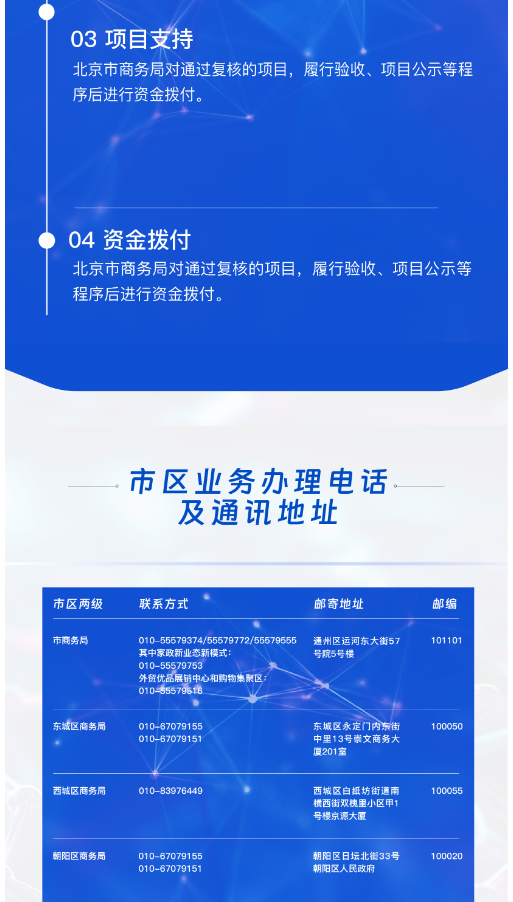 03 项目支持
北京市商务局对通过复核的项目，履行验收、项目公示等程
序后进行资金拨付。
04 资金拨付
北京市商务局对通过复核的项目，履行验收、项目公示等
程序后进行资金拨付。
市区业务办理电话
及通讯地址
市区两级 联系方式 邮寄地址 邮编
市商务局 010-55579374/55579772/55579555 通州区运河东大街57 101101
其中家政新业态新模式： 号院5号楼
010-55579753
外贸优品展销中心和购物集聚区：
010-55579516
东城区商务局 010-67079155 东城区永定门内东街 100050
010-67079151 中里13号崇文商务大
厦201室
西城区商务局 010-83976449 西城区白纸坊街道南 100055
横西街双槐里小区甲1
号楼京源大厦
朝阳区商务局 010-67079155 朝阳区日坛北街33号 100020
010-67079151 朝阳区人民政府